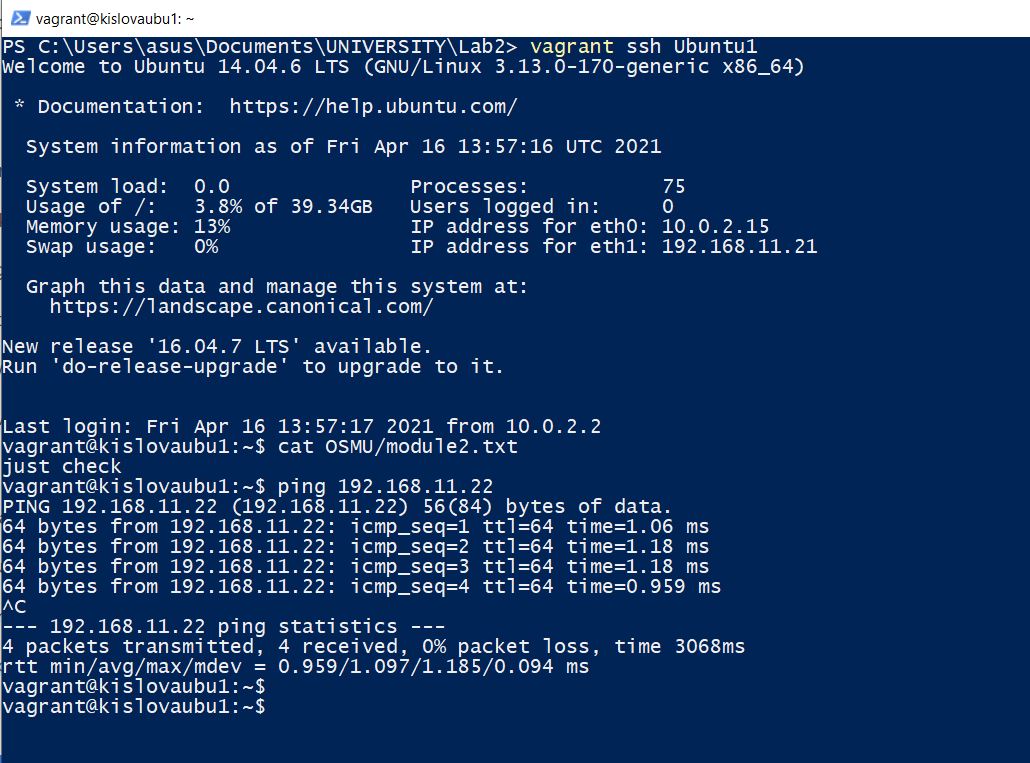 vagrant@kislovaubu1: ~
PS C:\Users\asus\Documents\UNIVERSITY\Lab2> vagrant ssh Ubuntu1
Welcome to Ubuntu 14.04.6 LTS (GNU/Linux 3.13.0-170-generic x86_64)
* Documentation:  https://help.ubuntu.com/
System information as of Fri Apr 16 13:57:16 UTC 2021
System load:  0.0               Processes:           75
Usage of /:   3.8% of 39.34GB   Users logged in:     0
Memory usage: 13%               IP address for eth0: 10.0.2.15
Swap usage:   0%                IP address for eth1: 192.168.11.21
Graph this data and manage this system at:
https://landscape.canonical.com/
New release '16.04.7 LTS' available.
Run 'do-release-upgrade' to upgrade to it.
Last login: Fri Apr 16 13:57:17 2021 from 10.0.2.2
vagrant@kislovaubu1:~$ cat OSMU/module2.txt
just check
vagrant@kislovaubu1:~$ ping 192.168.11.22
PING 192.168.11.22 (192.168.11.22) 56(84) bytes of data.
64 bytes from 192.168.11.22: icmp_seq=1 ttl=64 time=1.06 ms
64 bytes from 192.168.11.22: icmp_seq=2 ttl=64 time=1.18 ms
64 bytes from 192.168.11.22: icmp_seq=3 ttl=64 time=1.18 ms
64 bytes from 192.168.11.22: icmp_seq=4 ttl=64 time=0.959 ms
^C
--- 192.168.11.22 ping statistics ---
4 packets transmitted, 4 received, 0% packet loss, time 3068ms
rtt min/avg/max/mdev = 0.959/1.097/1.185/0.094 ms
vagrant@kislovaubu1:~$
vagrant@kislovaubu1:~$